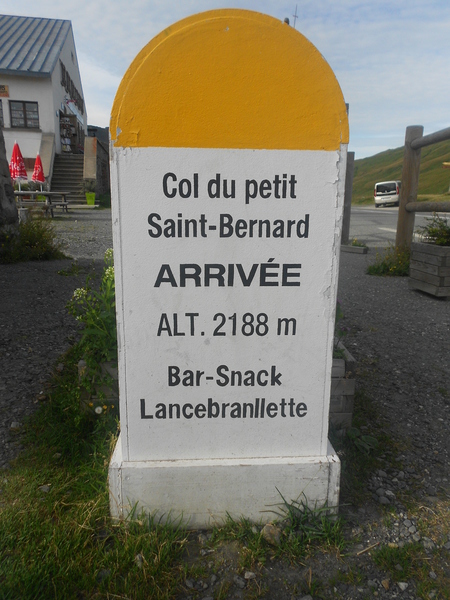 Col du petit
Saint-Bernard
ARRIVÉE
ALT. 2188 m
Bar-Snack
Lancebranllette